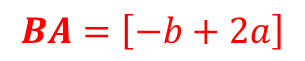 BA = [−b + 2a]